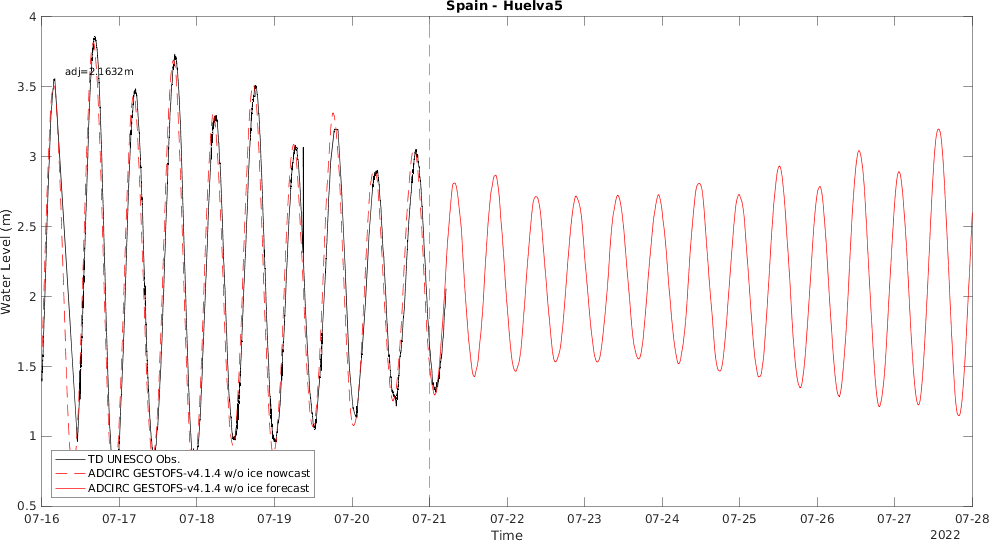 Spain - Huelva5
4
3.5
3
2.5
2
1.5
1
0.5
Water Level (m)
adj=2.1632m
TD UNESCO Obs.
ADCIRC GESTOFS-v4.1.4 w/o ice nowcast
ADCIRC GESTOFS-v4.1.4 w/o ice forecast
07-16 07-17 07-18 07-19 07-20 07-21 07-22 07-23 07-24 07-25 07-26 07-27 07-28
Time
2022